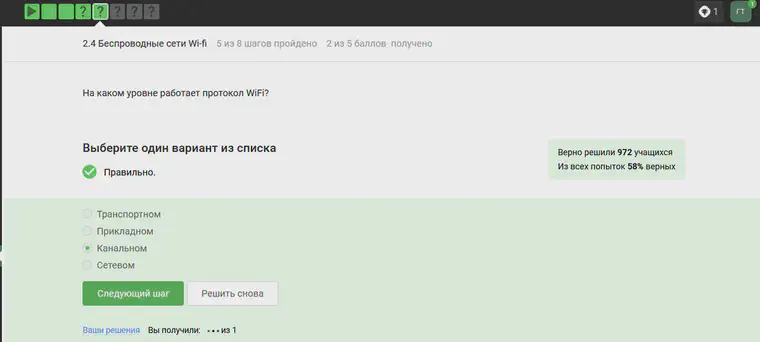 ? ? ? ? ?
1
ГТ
1
2.4 Беспроводные сети Wi-fi 5 из 8 шагов пройдено 2 из 5 баллов получено
На каком уровне работает протокол WiFi?
Выберите один вариант из списка
Верно решили 972 учащихся
Из всех попыток 58% верных
Правильно.
Транспортном
Прикладном
Канальном
Сетевом
Следующий шаг
Решить снова
Ваши решения Вы получили: из 1